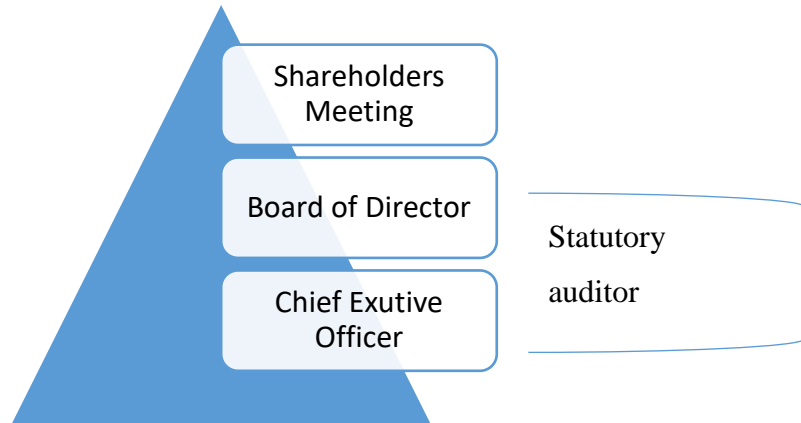 Shareholders
Meeting
Board of Director
Statutory
auditor
Chief Exutive
Officer